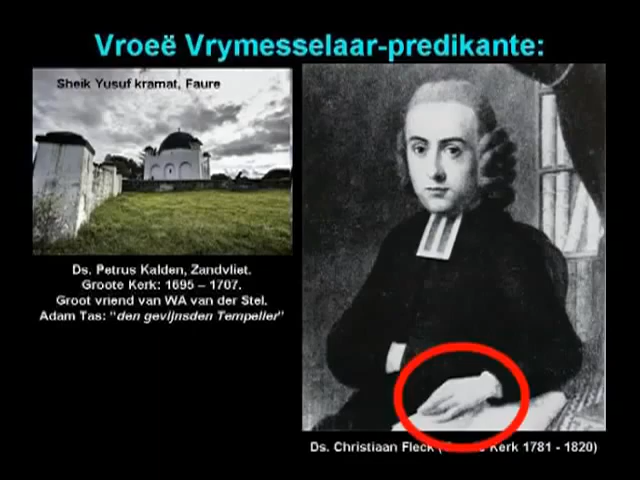 Vroeë Vrymesselaar-predikante:
Sheik Yusuf kramat, Faure
Ds. Petrus Kalden, Zandvliet.
Groote Kerk: 1695 – 1707.
Groot vriend van WA van der Stel.
Adam Tas: "den gevijnsden Tempelier"
Ds. Christiaan Fleck ( Kerk 1781 - 1820)